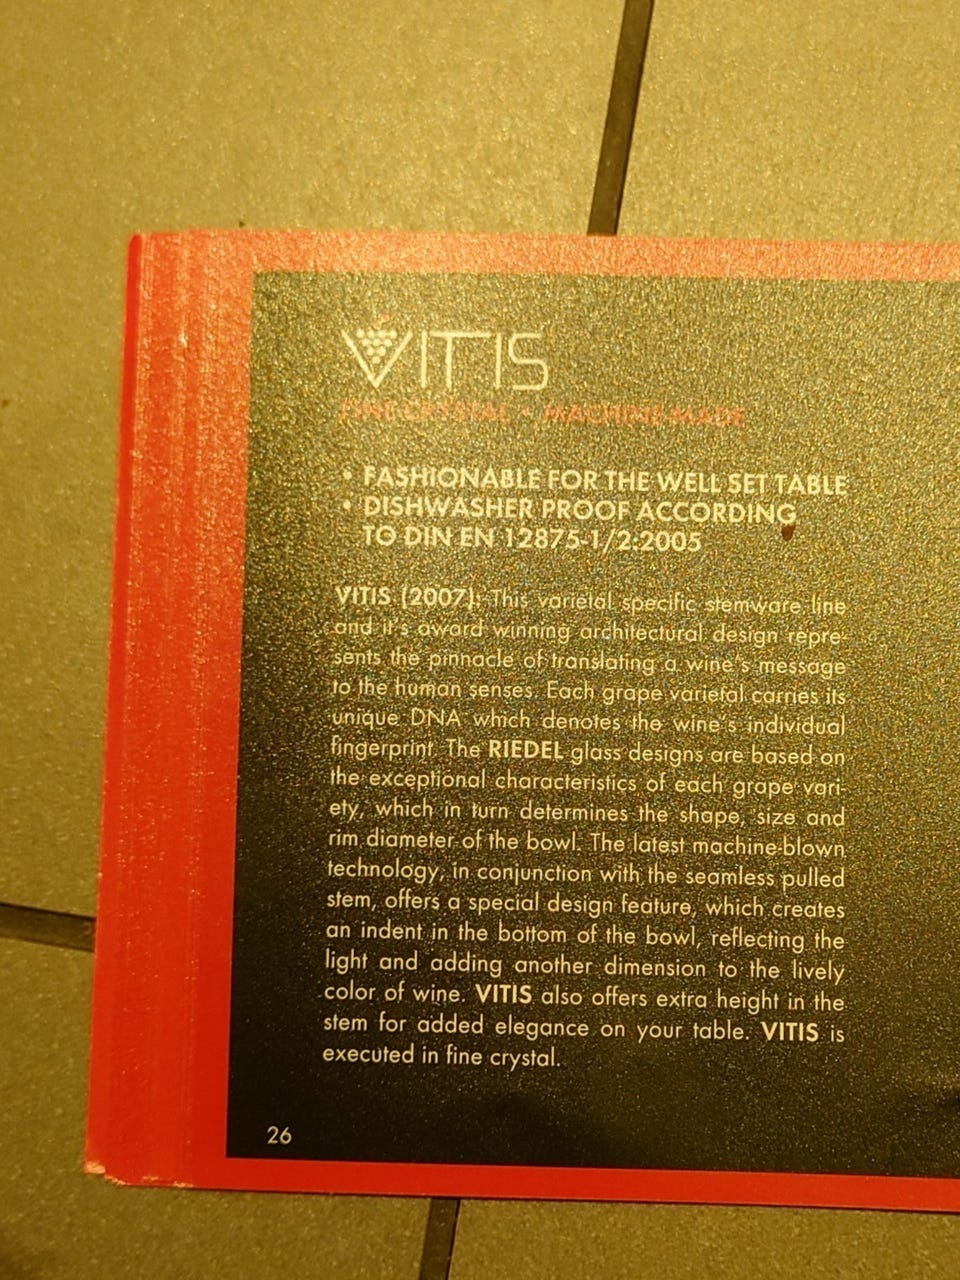 VITIS
FINE CRYSTAL • MACHINE-MADE
• FASHIONABLE FOR THE WELL SET TABLE
• DISHWASHER PROOF ACCORDING
TO DIN EN 12875-1/2:2005
VITIS (2007): This varietal specific stemware line
and it's award winning architectural design repre-
sents the pinnacle of translating a wine's message
to the human senses. Each grape varietal carries its
unique DNA which denotes the wine's individual
fingerprint. The RIEDEL glass designs are based on
the exceptional characteristics of each grape vari-
ety, which in turn determines the shape, size and
rim diameter of the bowl. The latest machine-blown
technology, in conjunction with the seamless pulled
stem, offers a special design feature, which creates
an indent in the bottom of the bowl, reflecting the
light and adding another dimension to the lively
color of wine. VITIS also offers extra height in the
stem for added elegance on your table. VITIS is
executed in fine crystal.
26